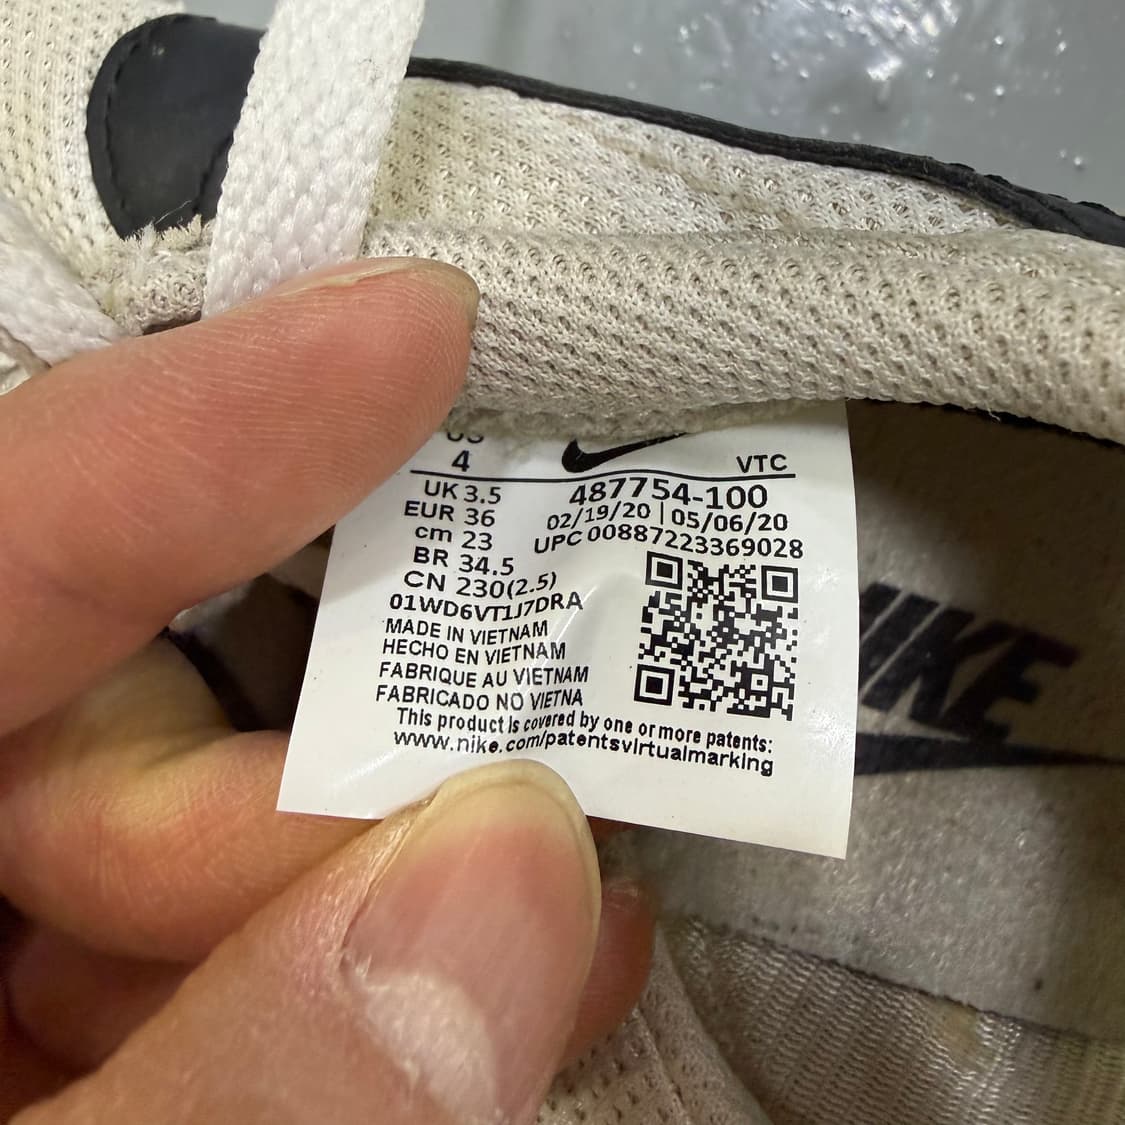 US
4
VTC
UK 3.5
487754-100
EUR 36
02/19/20 | 05/06/20
cm 23
UPC 00887223369028
BR 34.5
CN 230(2.5)
01WD6VT1J7DRA
MADE IN VIETNAM
HECHO EN VIETNAM
FABRIQUE AU VIETNAM
FABRICADO NO VIETNA
This product is covered by one or more patents:
www.nike.com/patentsvirtualmarking
NIKE